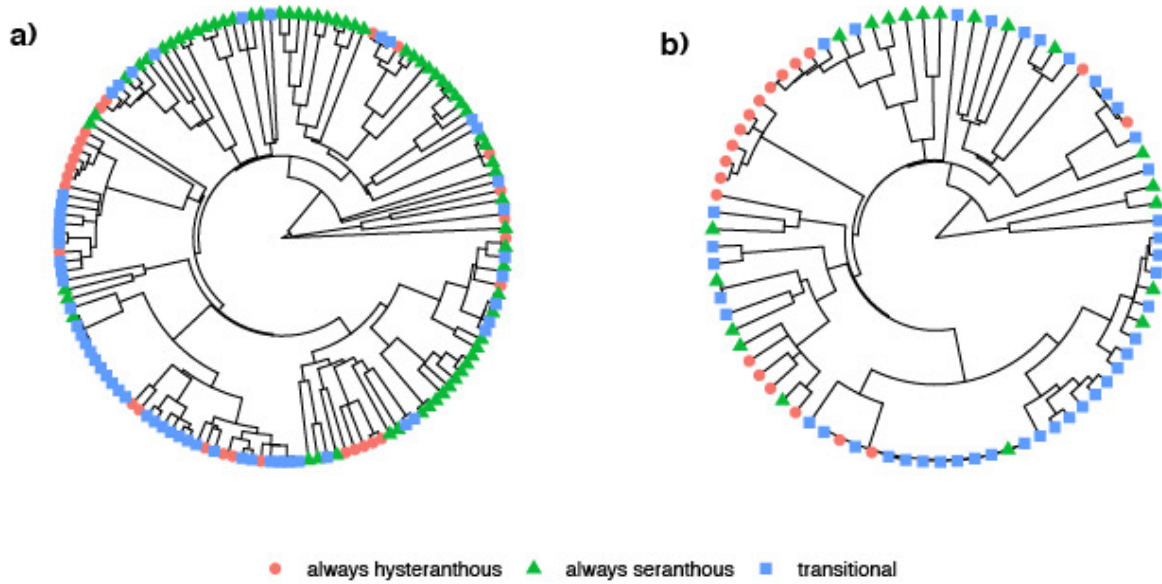 a)
b)
always hysteranthous
always seranthous
transitional